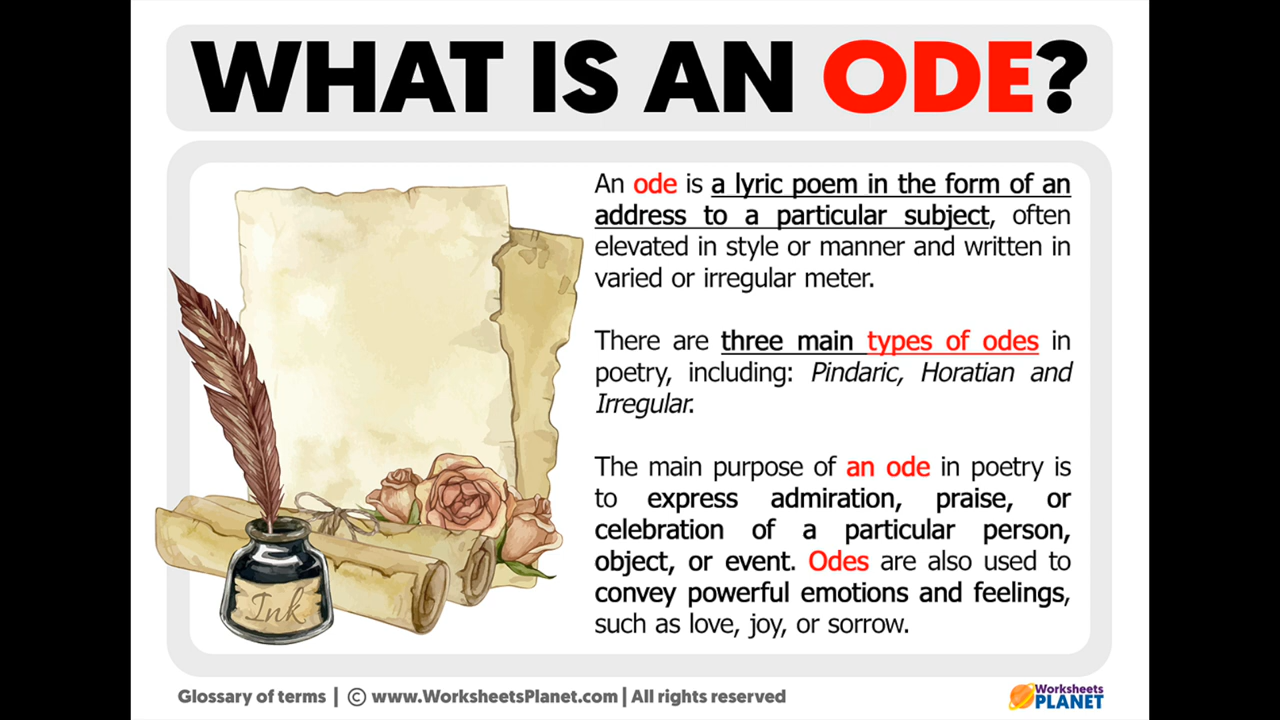 WHAT IS AN ODE?
An ode is a lyric poem in the form of an
address to a particular subject, often
elevated in style or manner and written in
varied or irregular meter.
There are three main types of odes in
poetry, including: Pindaric, Horatian and
Irregular.
The main purpose of an ode in poetry is
to express admiration, praise, or
celebration of a particular person,
object, or event. Odes are also used to
convey powerful emotions and feelings,
such as love, joy, or sorrow.
Ink
Glossary of terms | © www.WorksheetsPlanet.com | All rights reserved
Worksheets
PLANET